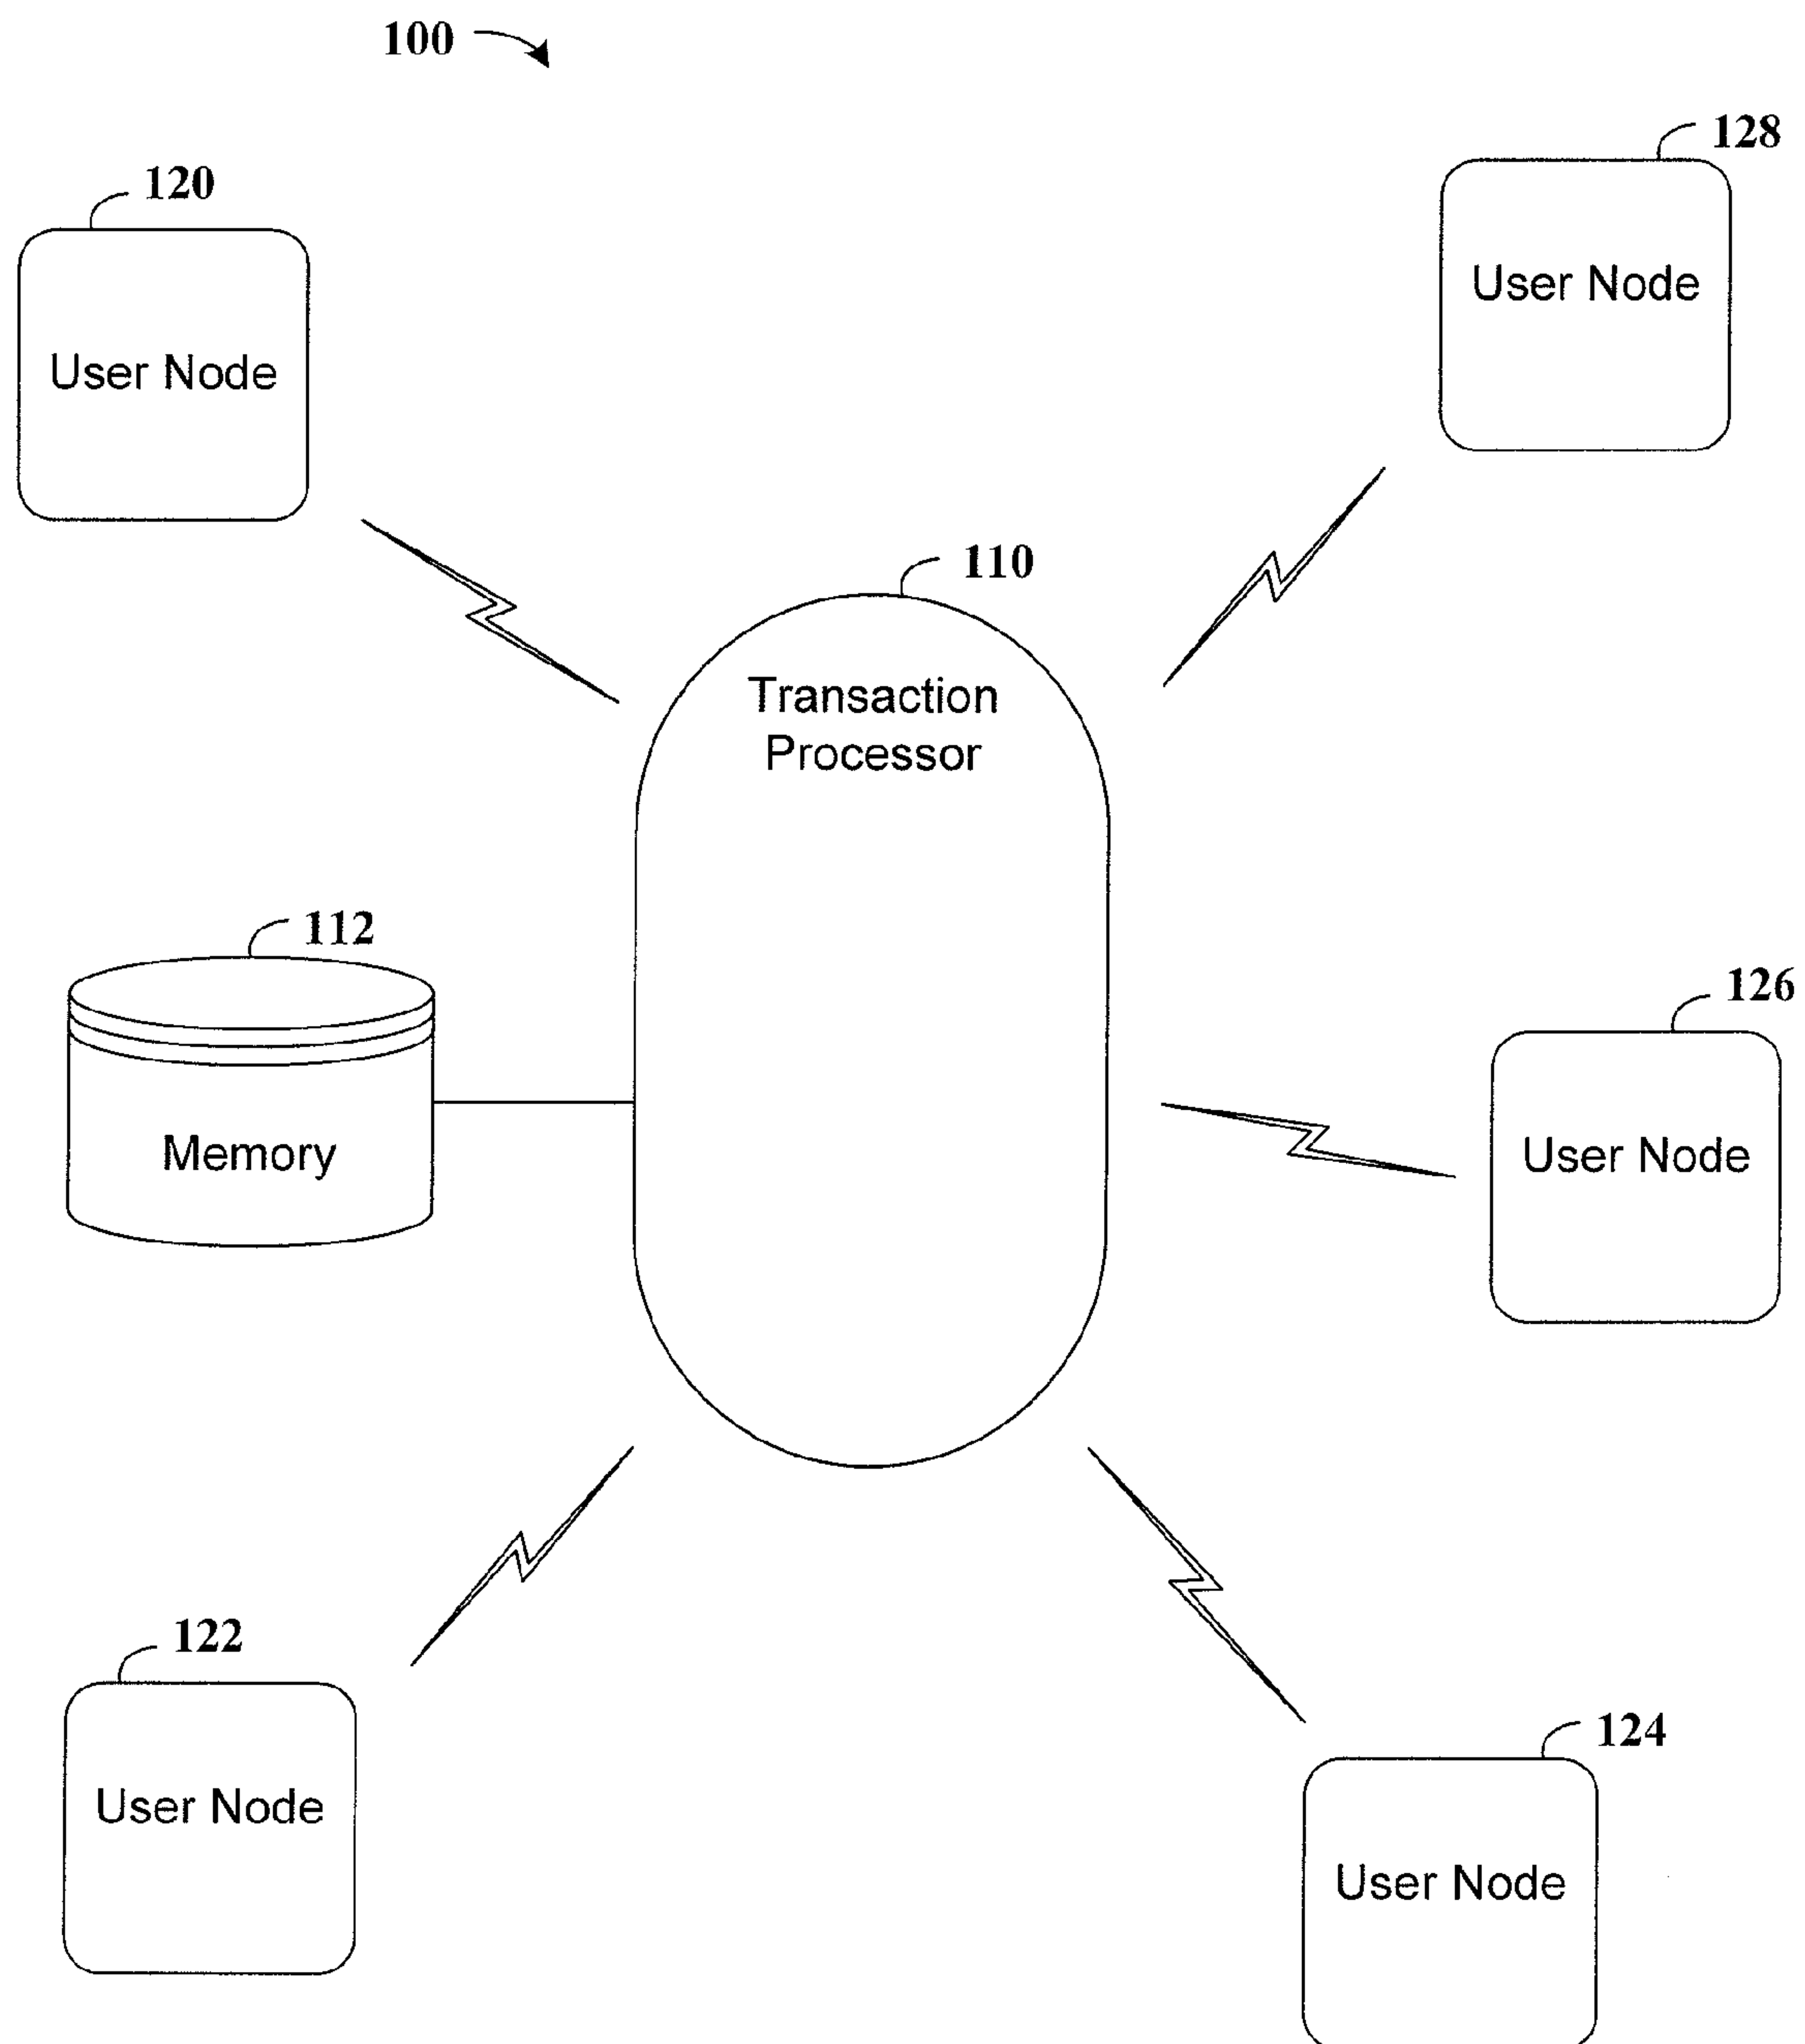 100
128
120
User Node
User Node
110
Transaction
Processor
112
126
Memory
User Node
122
124
User Node
User Node